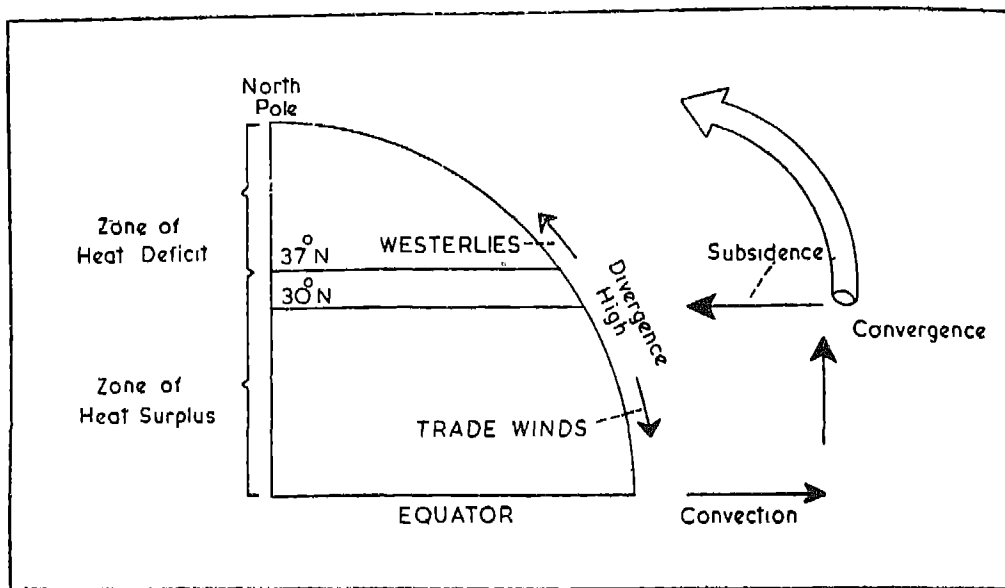 North
Pole
Zone of
Heat Deficit
37°N
30°N
WESTERLIES
Divergence
High
Subsidence
Convergence
Zone of
Heat Surplus
TRADE WINDS
EQUATOR
Convection